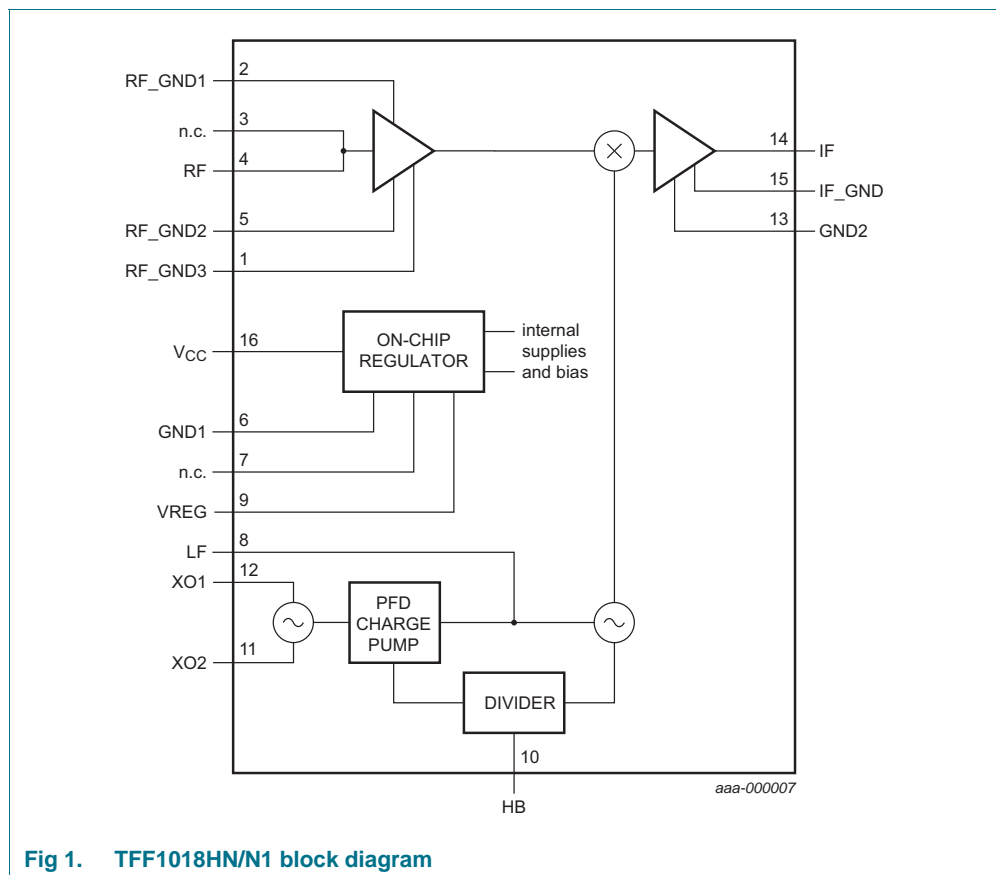 2
RF_GND1
3
n.c.
4
RF
5
RF_GND2
1
RF_GND3
14
IF
15
IF_GND
13
GND2
16
VCC
ON-CHIP
REGULATOR
internal
supplies
and bias
6
GND1
7
n.c.
9
VREG
8
LF
12
XO1
PFD
CHARGE
PUMP
11
XO2
DIVIDER
10
HB
aaa-000007
Fig 1. TFF1018HN/N1 block diagram